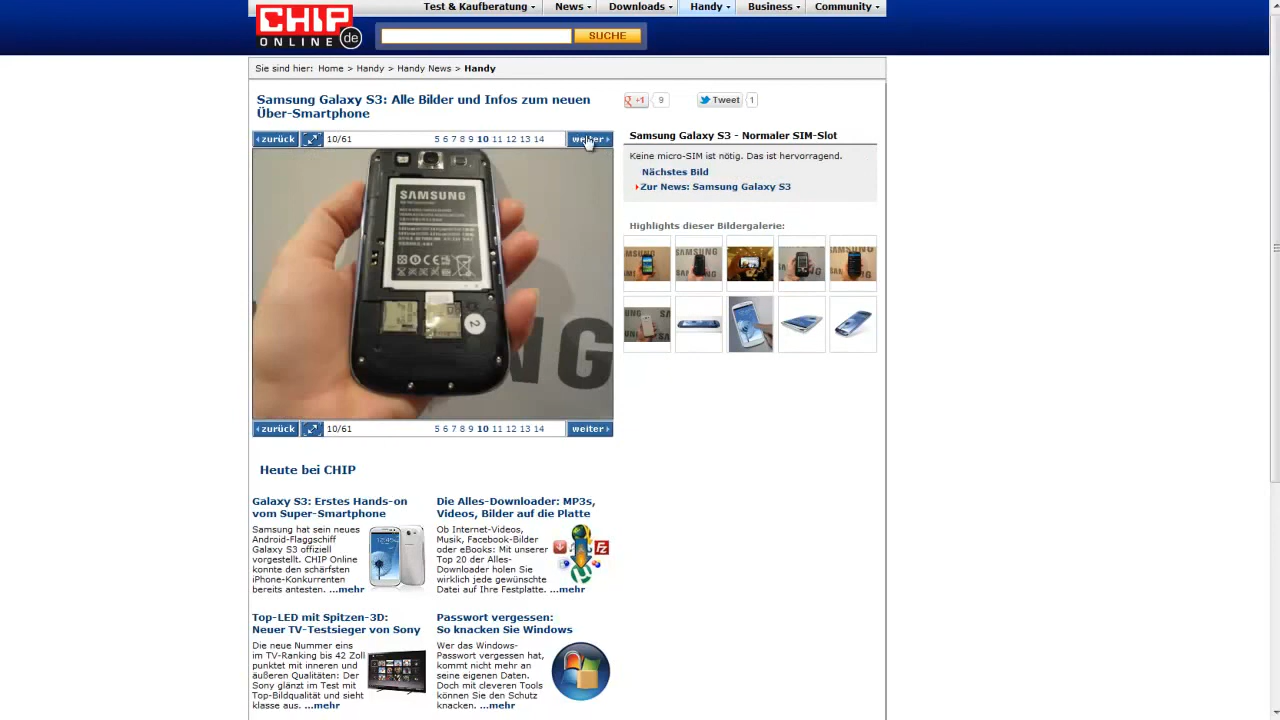 Test & Kaufberatung News Downloads Handy Business Community
CHIP
ONLINE de
SUCHE
Sie sind hier: Home > Handy > Handy News > Handy
Samsung Galaxy S3: Alle Bilder und Infos zum neuen
Über-Smartphone
zurück 10/61 5 6 7 8 9 10 11 12 13 14 weiter
SAMSUNG
2
zurück 10/61 5 6 7 8 9 10 11 12 13 14 weiter
+1 9 Tweet 1
Samsung Galaxy S3 - Normaler SIM-Slot
Keine micro-SIM ist nötig. Das ist hervorragend.
Nächstes Bild
Zur News: Samsung Galaxy S3
Highlights dieser Bildergalerie:
Heute bei CHIP
Galaxy S3: Erstes Hands-on
vom Super-Smartphone
Samsung hat sein neues
Android-Flaggschiff
Galaxy S3 offiziell
vorgestellt. CHIP Online
konnte den schärfsten
iPhone-Konkurrenten
bereits antesten. ...mehr
Die Alles-Downloader: MP3s,
Videos, Bilder auf die Platte
Ob Internet-Videos,
Musik, Facebook-Bilder
oder eBooks: Mit unserer
Top 20 der Alles-
Downloader holen Sie
wirklich jede gewünschte
Datei auf Ihre Festplatte. ...mehr
Top-LED mit Spitzen-3D:
Neuer TV-Testsieger von Sony
Die neue Nummer eins
im TV-Ranking bis 42 Zoll
punktet mit inneren und
äußeren Qualitäten: Der
Sony glänzt im Test mit
Top-Bildqualität und sieht
klasse aus. ...mehr
Passwort vergessen:
So knacken Sie Windows
Wer das Windows-
Passwort vergessen hat,
kommt nicht mehr an
seine eigenen Daten.
Doch mit cleveren Tools
können Sie den Schutz
knacken. ...mehr